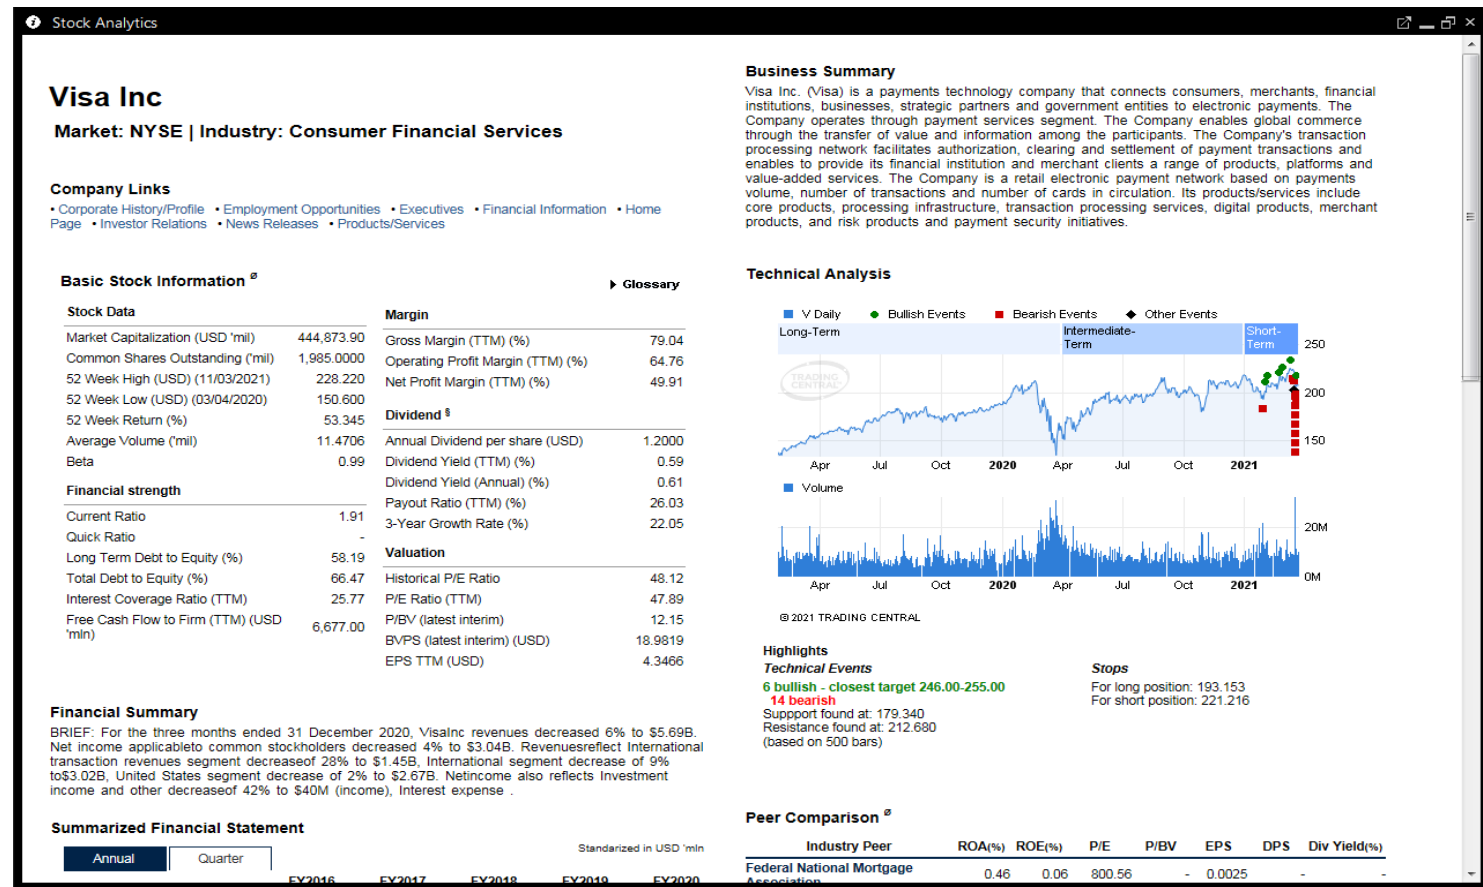 Stock Analytics
Visa Inc
Market: NYSE | Industry: Consumer Financial Services
Company Links
• Corporate History/Profile • Employment Opportunities • Executives • Financial Information • Home
Page • Investor Relations • News Releases • Products/Services
Basic Stock Information ø
Glossary
Stock Data
Market Capitalization (USD 'mil) 444,873.90
Common Shares Outstanding ('mil) 1,985.0000
52 Week High (USD) (11/03/2021) 228.220
52 Week Low (USD) (03/04/2020) 150.600
52 Week Return (%) 53.345
Average Volume ('mil) 11.4706
Beta 0.99
Financial strength
Current Ratio 1.91
Quick Ratio -
Long Term Debt to Equity (%) 58.19
Total Debt to Equity (%) 66.47
Interest Coverage Ratio (TTM) 25.77
Free Cash Flow to Firm (TTM) (USD
'mln) 6,677.00
Margin
Gross Margin (TTM) (%) 79.04
Operating Profit Margin (TTM) (%) 64.76
Net Profit Margin (TTM) (%) 49.91
Dividend §
Annual Dividend per share (USD) 1.2000
Dividend Yield (TTM) (%) 0.59
Dividend Yield (Annual) (%) 0.61
Payout Ratio (TTM) (%) 26.03
3-Year Growth Rate (%) 22.05
Valuation
Historical P/E Ratio 48.12
P/E Ratio (TTM) 47.89
P/BV (latest interim) 12.15
BVPS (latest interim) (USD) 18.9819
EPS TTM (USD) 4.3466
Financial Summary
BRIEF: For the three months ended 31 December 2020, VisaInc revenues decreased 6% to $5.69B.
Net income applicableto common stockholders decreased 4% to $3.04B. Revenuesreflect International
transaction revenues segment decreaseof 28% to $1.45B, International segment decrease of 9%
to$3.02B, United States segment decrease of 2% to $2.67B. Netincome also reflects Investment
income and other decreaseof 42% to $40M (income), Interest expense .
Summarized Financial Statement
Annual Quarter
Standarized in USD 'mln
FY2016 FY2017 FY2018 FY2019 FY2020
Business Summary
Visa Inc. (Visa) is a payments technology company that connects consumers, merchants, financial
institutions, businesses, strategic partners and government entities to electronic payments. The
Company operates through payment services segment. The Company enables global commerce
through the transfer of value and information among the participants. The Company's transaction
processing network facilitates authorization, clearing and settlement of payment transactions and
enables to provide its financial institution and merchant clients a range of products, platforms and
value-added services. The Company is a retail electronic payment network based on payments
volume, number of transactions and number of cards in circulation. Its products/services include
core products, processing infrastructure, transaction processing services, digital products, merchant
products, and risk products and payment security initiatives.
Technical Analysis
V Daily Bullish Events Bearish Events Other Events
Long-Term Intermediate-
Term Short-
Term
250
200
150
TRADING
CENTRAL
Apr Jul Oct 2020 Apr Jul Oct 2021
Volume
20M
0M
Apr Jul Oct 2020 Apr Jul Oct 2021
© 2021 TRADING CENTRAL
Highlights
Technical Events
6 bullish - closest target 246.00-255.00
14 bearish
Suppport found at: 179.340
Resistance found at: 212.680
(based on 500 bars)
Stops
For long position: 193.153
For short position: 221.216
Peer Comparison ø
Industry Peer ROA(%) ROE(%) P/E P/BV EPS DPS Div Yield(%)
Federal National Mortgage
Association 0.46 0.06 800.56 - 0.0025 - -